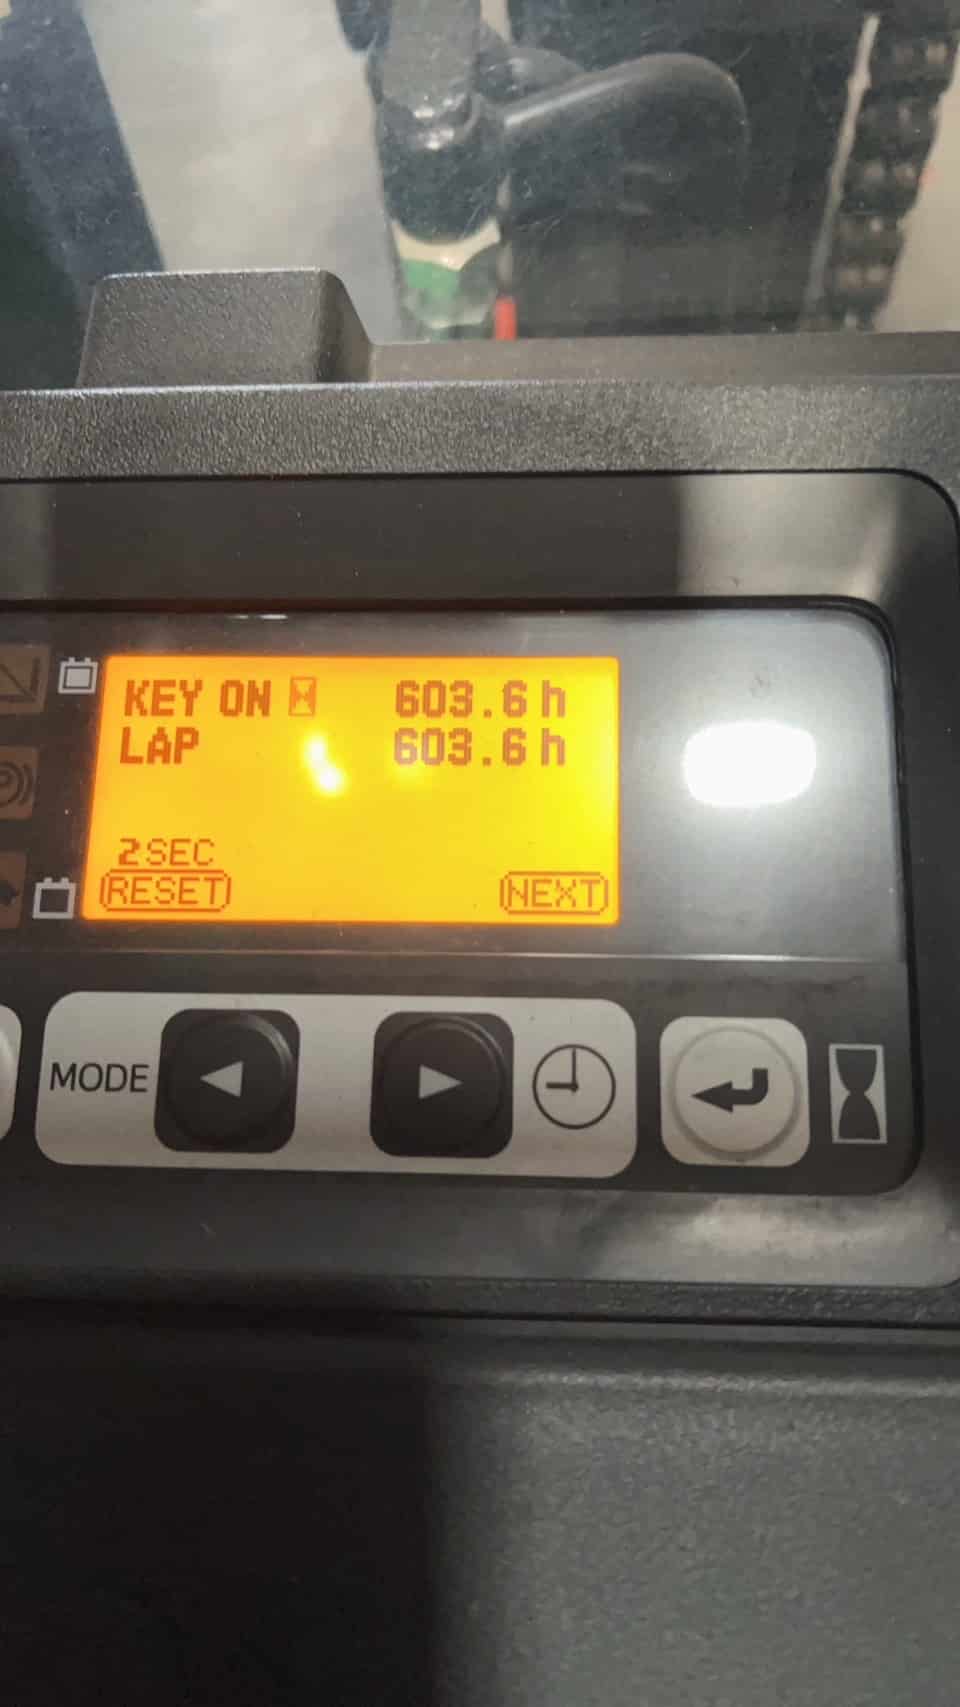 KEY ON 603.6 h
LAP 603.6 h
2 SEC
RESET NEXT
MODE